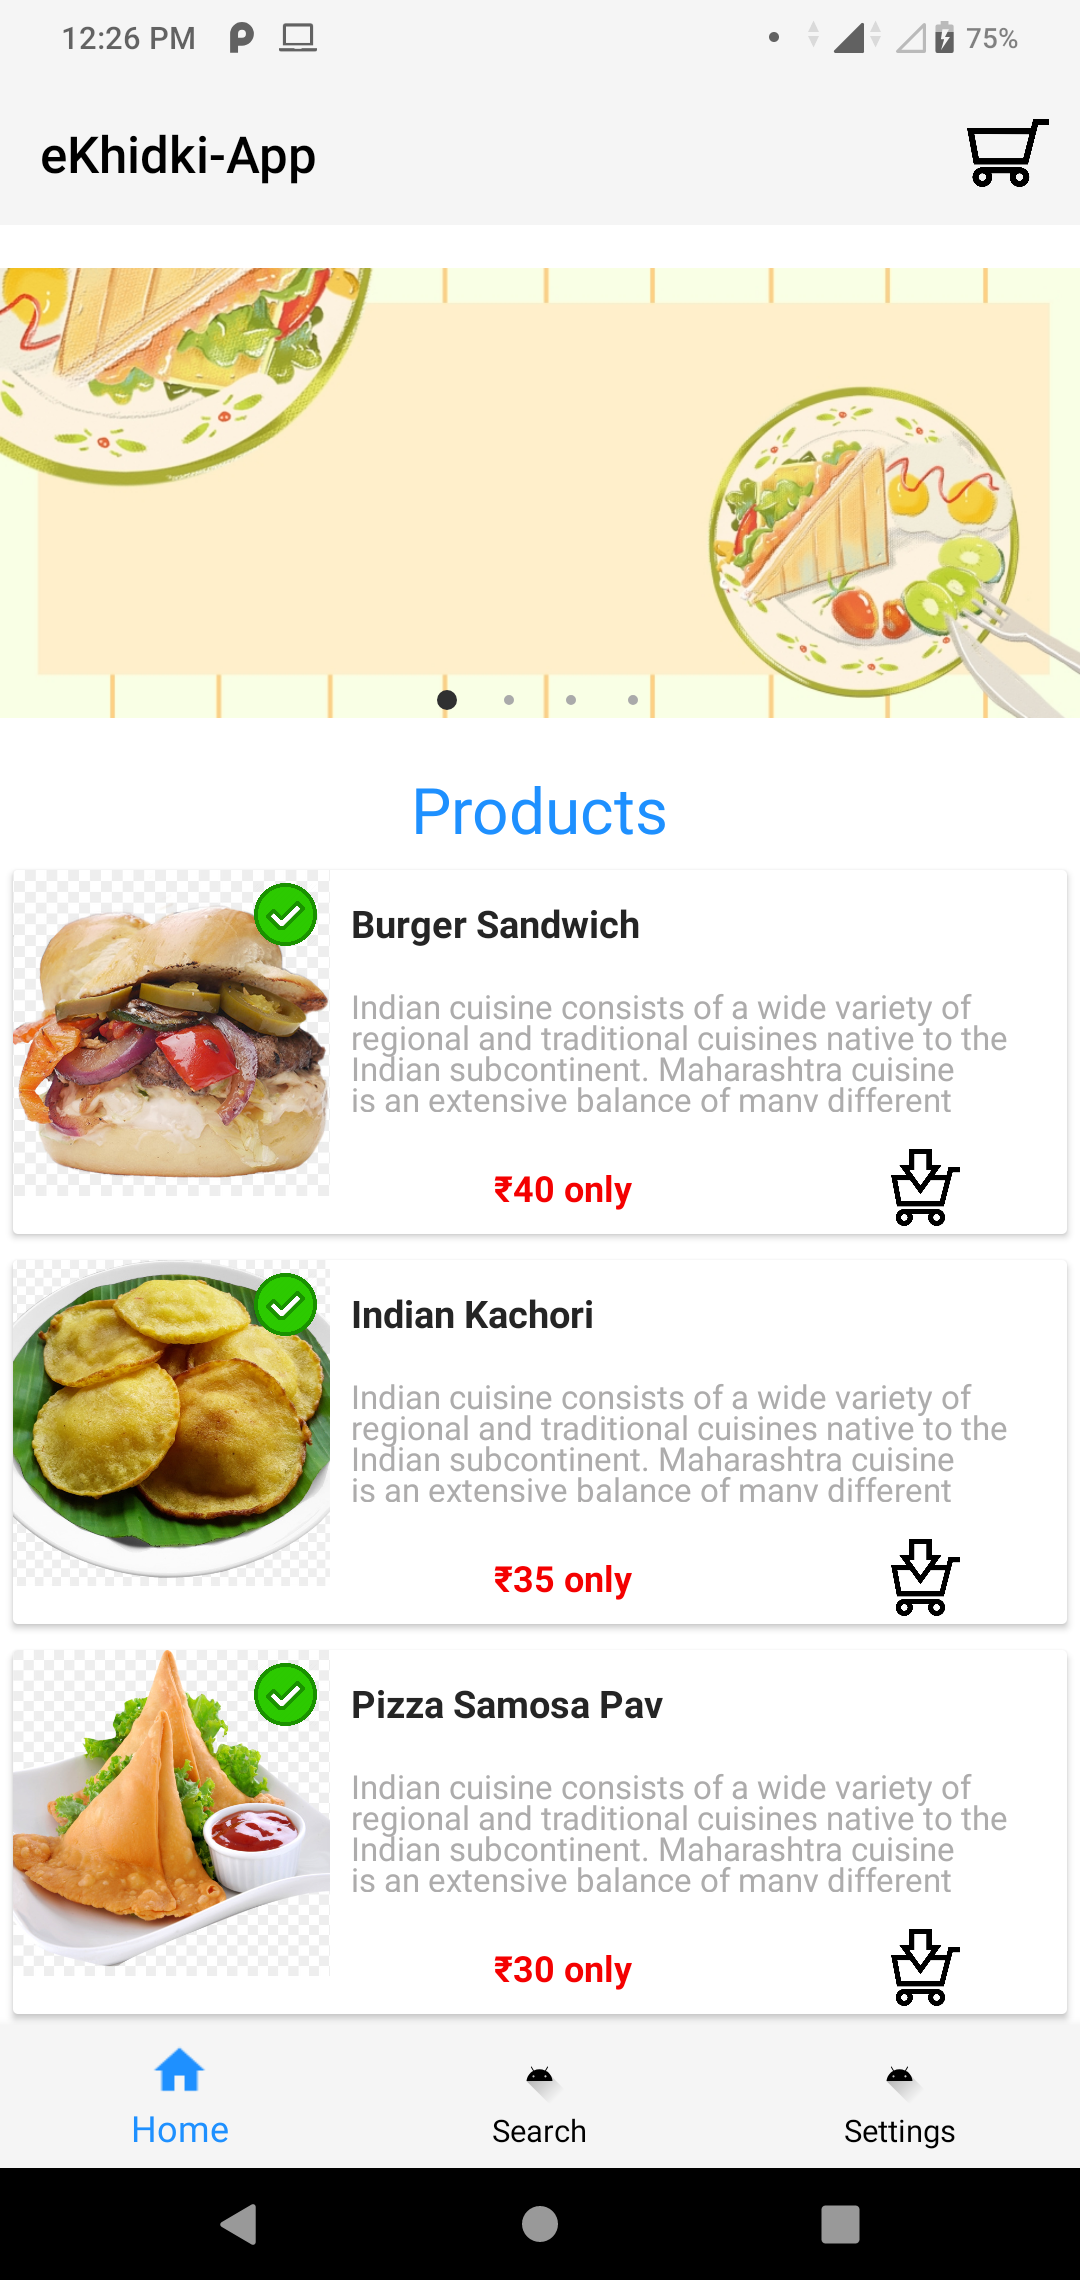 12:26 PM
75%
eKhidki-App
Products
Burger Sandwich
Indian cuisine consists of a wide variety of
regional and traditional cuisines native to the
Indian subcontinent. Maharashtra cuisine
is an extensive balance of many different
₹40 only
Indian Kachori
Indian cuisine consists of a wide variety of
regional and traditional cuisines native to the
Indian subcontinent. Maharashtra cuisine
is an extensive balance of many different
₹35 only
Pizza Samosa Pav
Indian cuisine consists of a wide variety of
regional and traditional cuisines native to the
Indian subcontinent. Maharashtra cuisine
is an extensive balance of many different
₹30 only
Home
Search
Settings